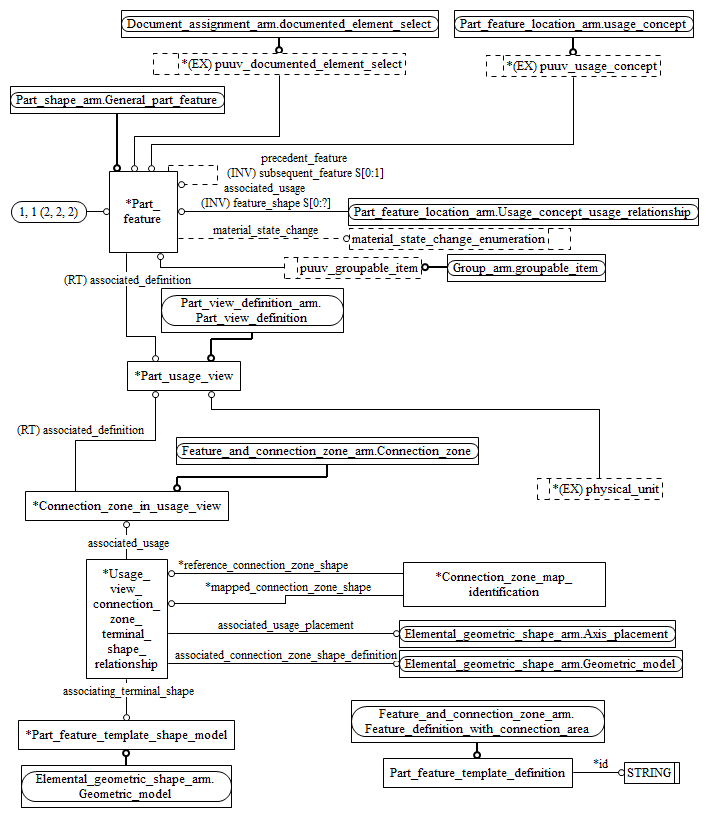 Document_assignment_arm.documented_element_select
Part_feature_location_arm.usage_concept
*(EX) puuv_documented_element_select
*(EX) puuv_usage_concept
Part_shape_arm.General_part_feature
precedent_feature
(INV) subsequent_feature S[0:1]
associated_usage
(INV) feature_shape S[0:?]
*Part_
feature
1, 1 (2, 2, 2)
Part_feature_location_arm.Usage_concept_usage_relationship
material_state_change
material_state_change_enumeration
puuv_groupable_item
Group_arm.groupable_item
(RT) associated_definition
Part_view_definition_arm.
Part_view_definition
*Part_usage_view
(RT) associated_definition
Feature_and_connection_zone_arm.Connection_zone
*(EX) physical_unit
*Connection_zone_in_usage_view
associated_usage
*Usage_
view_
connection_
zone_
terminal_
shape_
relationship
*reference_connection_zone_shape
*mapped_connection_zone_shape
*Connection_zone_map_
identification
associated_usage_placement
Elemental_geometric_shape_arm.Axis_placement
associated_connection_zone_shape_definition
Elemental_geometric_shape_arm.Geometric_model
associating_terminal_shape
*Part_feature_template_shape_model
Feature_and_connection_zone_arm.
Feature_definition_with_connection_area
Elemental_geometric_shape_arm.
Geometric_model
Part_feature_template_definition
*id
STRING